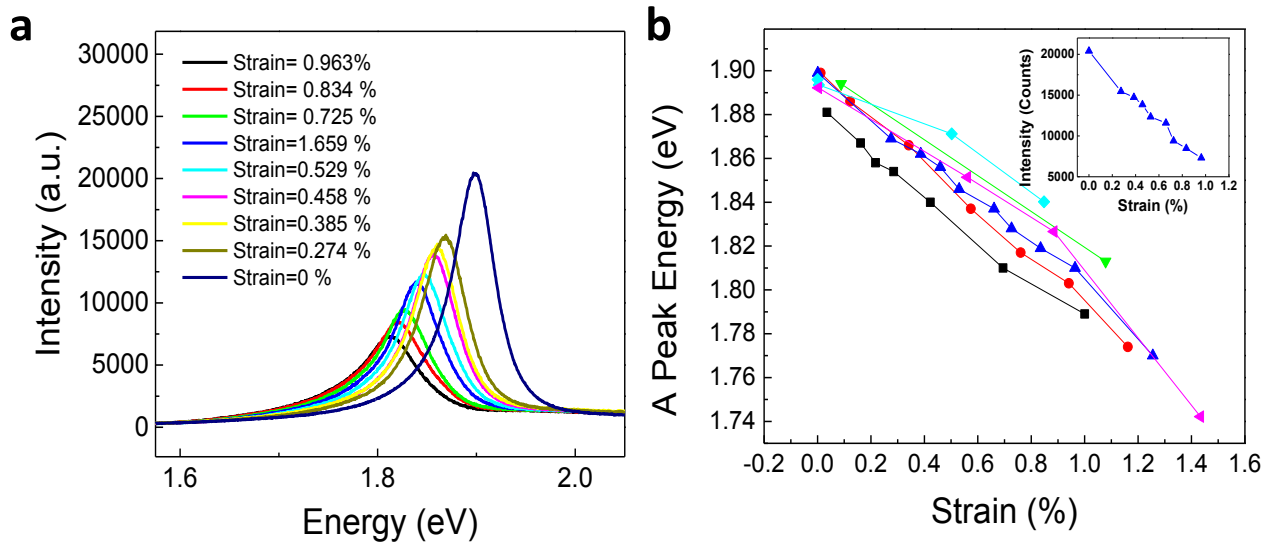 a
30000
25000
20000
15000
10000
5000
0
Intensity (a.u.)
Strain= 0.963%
Strain= 0.834 %
Strain= 0.725 %
Strain=1.659 %
Strain=0.529 %
Strain=0.458 %
Strain=0.385 %
Strain=0.274 %
Strain=0 %
1.6 1.8 2.0
Energy (eV)
b
1.90
1.88
1.86
1.84
1.82
1.80
1.78
1.76
1.74
A Peak Energy (eV)
-0.2 0.0 0.2 0.4 0.6 0.8 1.0 1.2 1.4 1.6
Strain (%)
20000
15000
10000
5000
Intensity (Counts)
0.0 0.2 0.4 0.6 0.8 1.0 1.2
Strain (%)